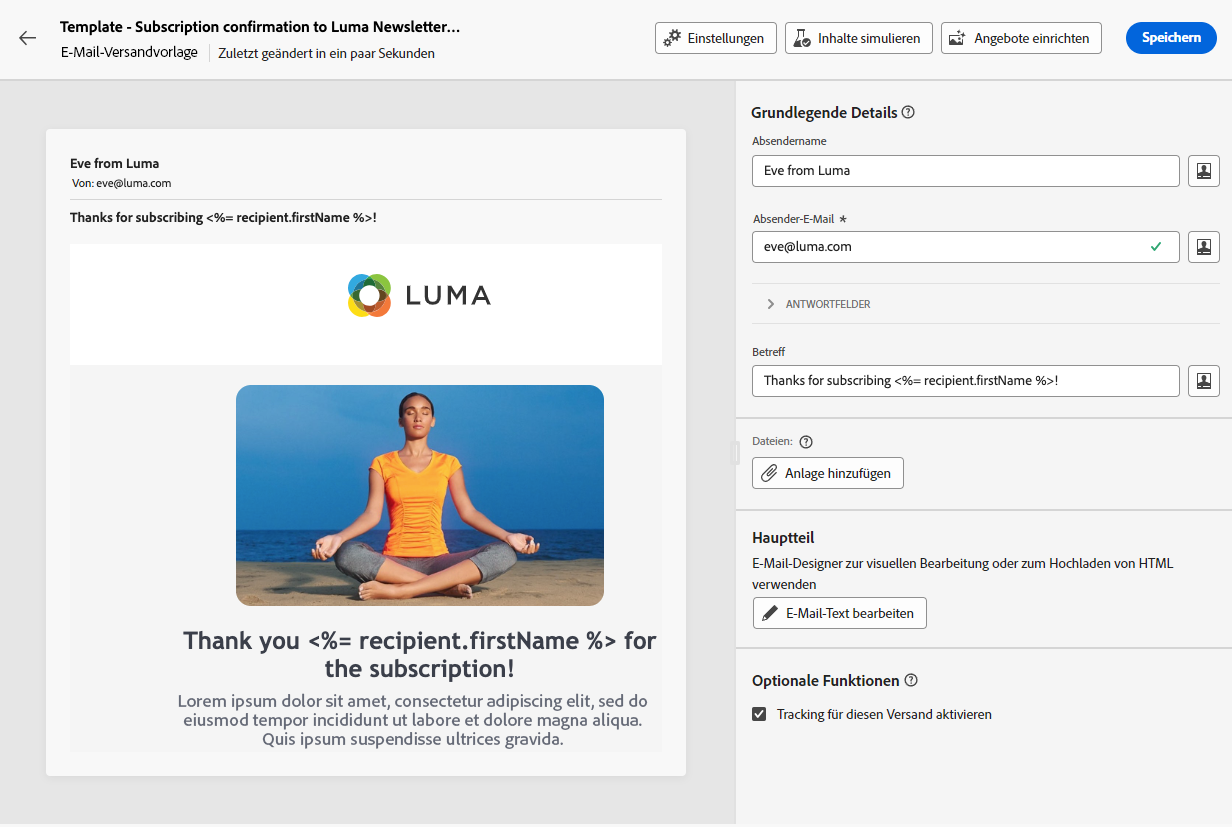 Template - Subscription confirmation to Luma Newsletter...
E-Mail-Versandvorlage
Zuletzt geändert in ein paar Sekunden
Einstellungen
Inhalte simulieren
Angebote einrichten
Speichern
Eve from Luma
Von: eve@luma.com
Thanks for subscribing <%= recipient.firstName %>!
LUMA
Thank you <%= recipient.firstName %> for
the subscription!
Lorem ipsum dolor sit amet, consectetur adipiscing elit, sed do
eiusmod tempor incididunt ut labore et dolore magna aliqua.
Quis ipsum suspendisse ultrices gravida.
Grundlegende Details
Absendername
Eve from Luma
Absender-E-Mail *
eve@luma.com
ANTWORTFELDER
Betreff
Thanks for subscribing <%= recipient.firstName %>!
Dateien:
Anlage hinzufügen
Hauptteil
E-Mail-Designer zur visuellen Bearbeitung oder zum Hochladen von HTML
verwenden
E-Mail-Text bearbeiten
Optionale Funktionen
Tracking für diesen Versand aktivieren